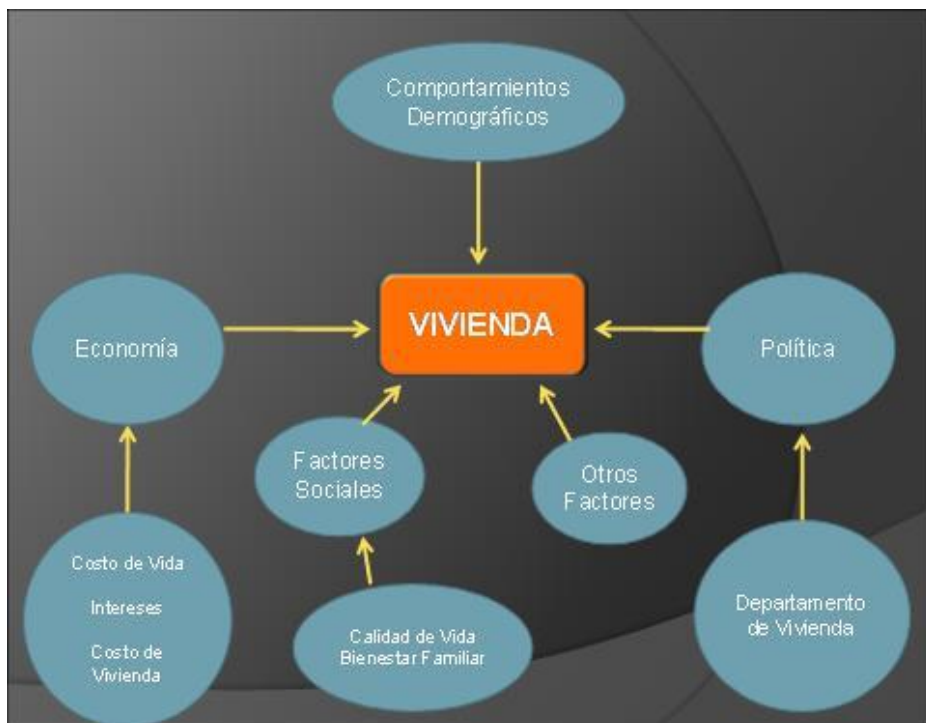 Comportamientos
Demográficos
VIVIENDA
Economía
Política
Factores
Sociales
Otros
Factores
Costo de Vida
Intereses
Costo de
Vivienda
Calidad de Vida
Bienestar Familiar
Departamento
de Vivienda